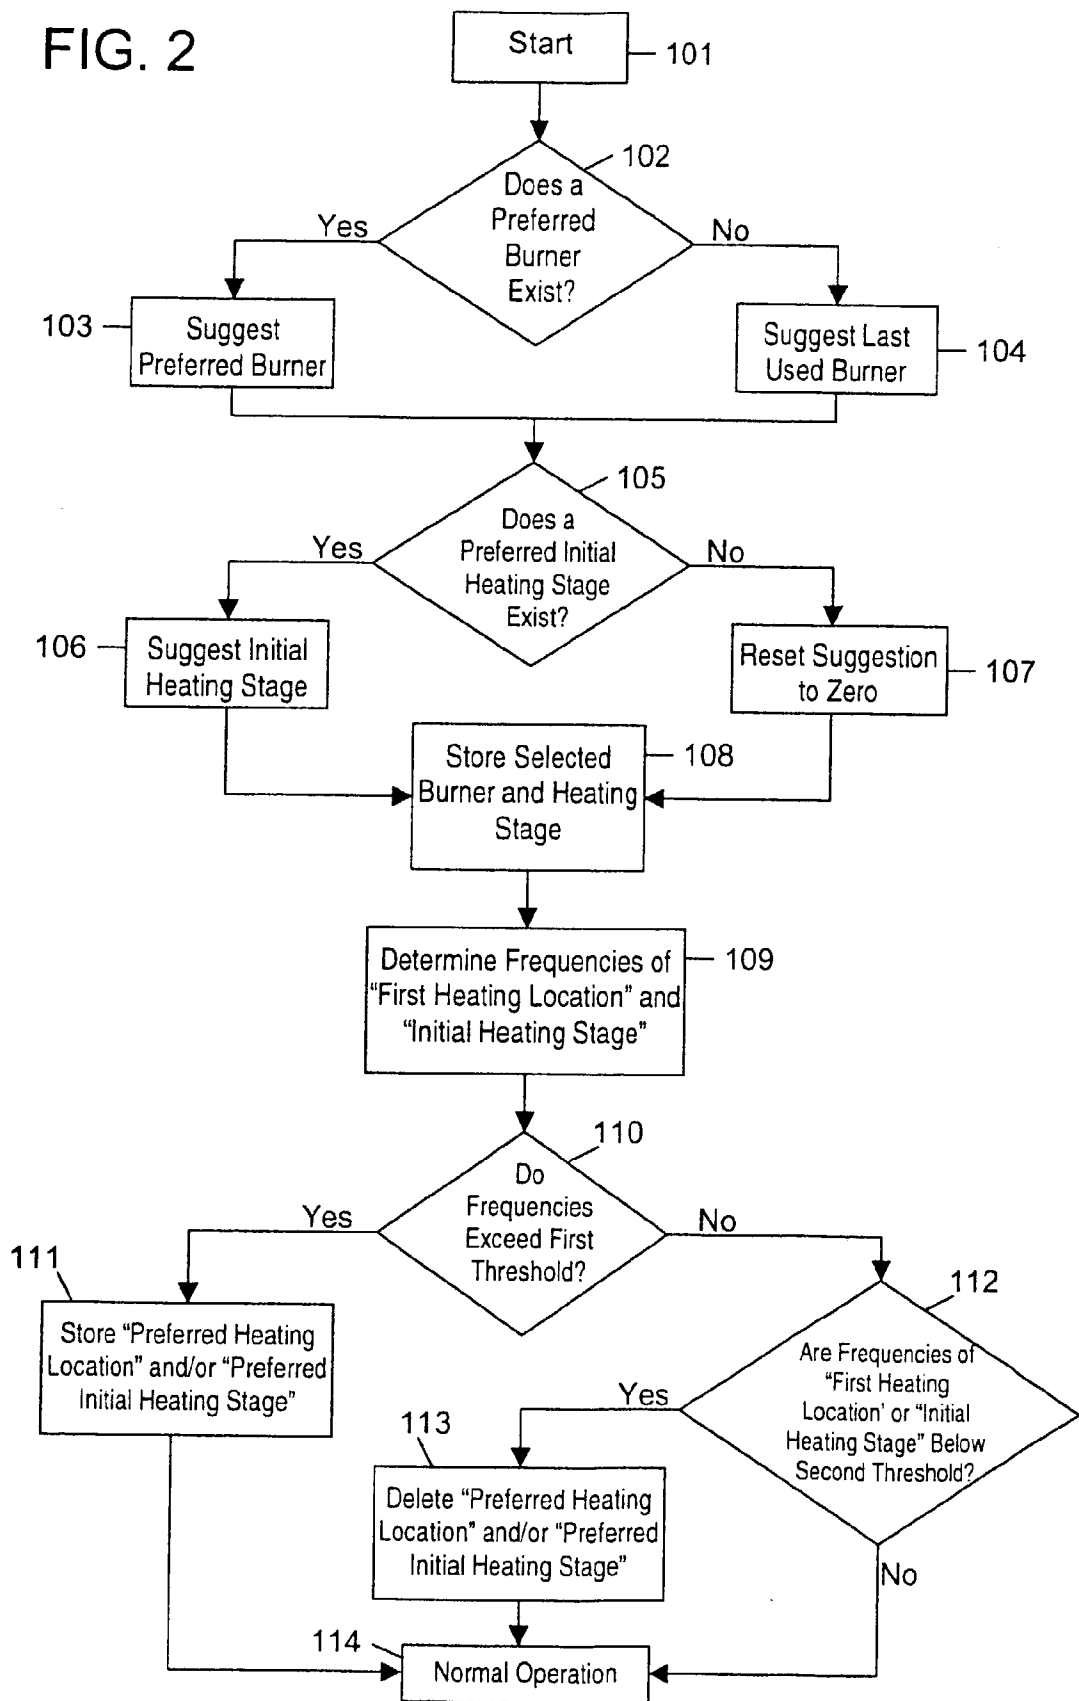 FIG. 2
Start
101
102
Does a
Preferred
Burner
Exist?
Yes
No
103
Suggest
Preferred Burner
Suggest Last
Used Burner
104
105
Does a
Preferred Initial
Heating Stage
Exist?
Yes
No
106
Suggest Initial
Heating Stage
Reset Suggestion
to Zero
107
108
Store Selected
Burner and Heating
Stage
109
Determine Frequencies of
“First Heating Location” and
“Initial Heating Stage”
110
Do
Frequencies
Exceed First
Threshold?
Yes
No
111
Store “Preferred Heating
Location” and/or “Preferred
Initial Heating Stage”
112
Are Frequencies of
“First Heating
Location’ or “Initial
Heating Stage” Below
Second Threshold?
Yes
No
113
Delete “Preferred Heating
Location” and/or “Preferred
Initial Heating Stage”
114
Normal Operation